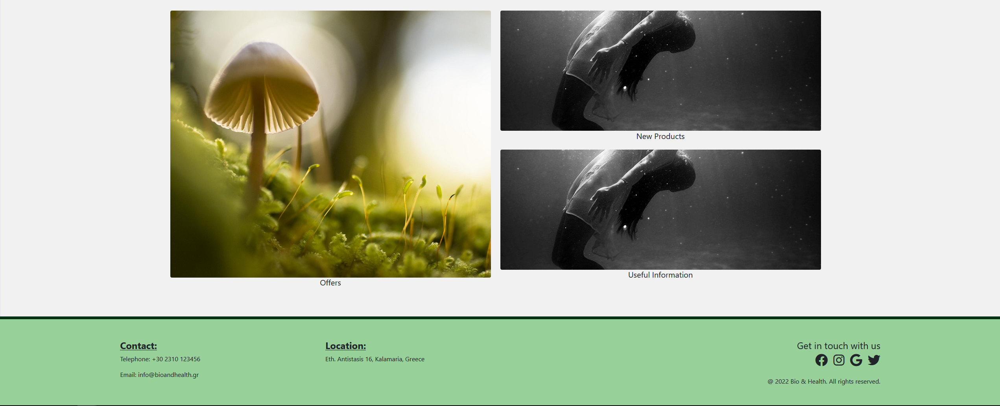 New Products
Useful Information
Offers
Contact:
Telephone: +30 2310 123456
Email: info@bioandhealth.gr
Location:
Eth. Antistasis 16, Kalamaria, Greece
Get in touch with us
@ 2022 Bio & Health. All rights reserved.